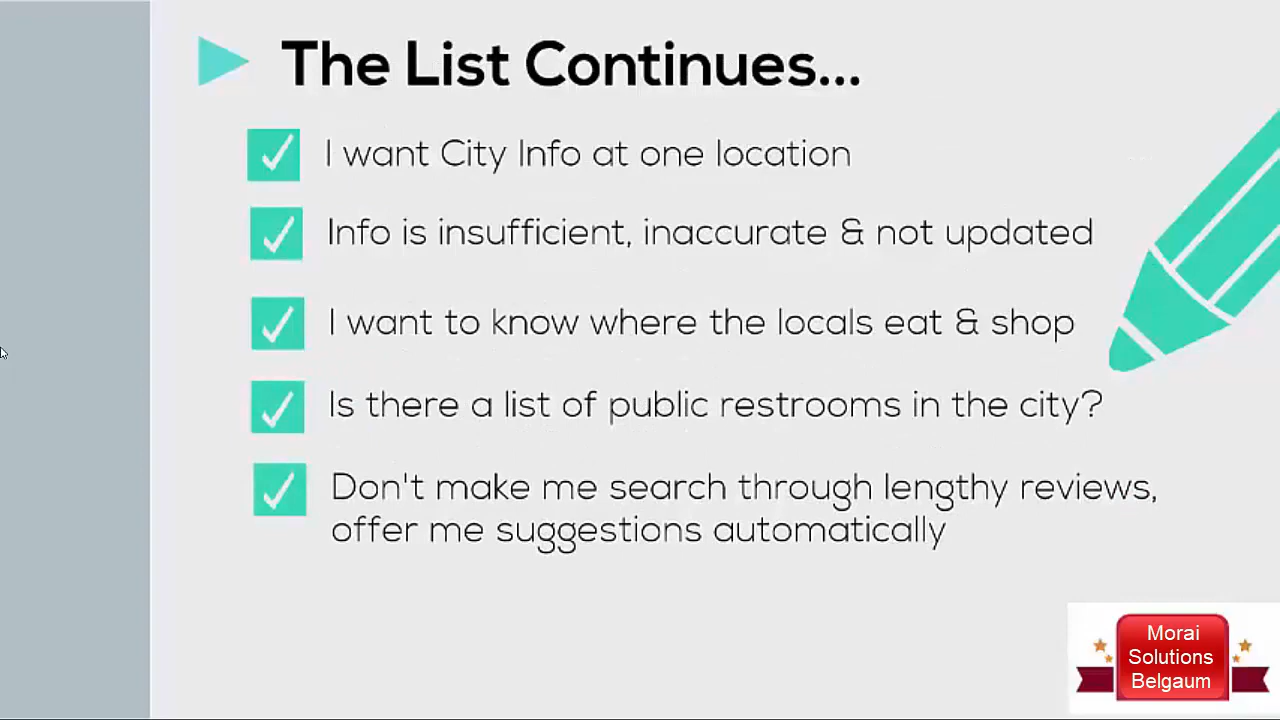 The List Continues...
I want City Info at one location
Info is insufficient, inaccurate & not updated
I want to know where the locals eat & shop
Is there a list of public restrooms in the city?
Don't make me search through lengthy reviews,
offer me suggestions automatically
Morai
Solutions
Belgaum